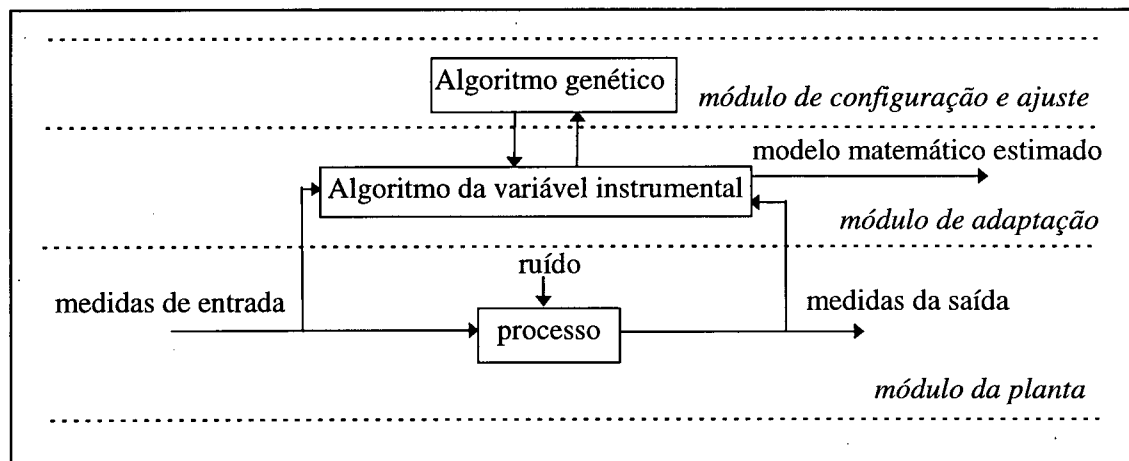 Algoritmo genético
módulo de configuração e ajuste
modelo matemático estimado
Algoritmo da variável instrumental
módulo de adaptação
ruído
medidas de entrada
medidas da saída
processo
módulo da planta